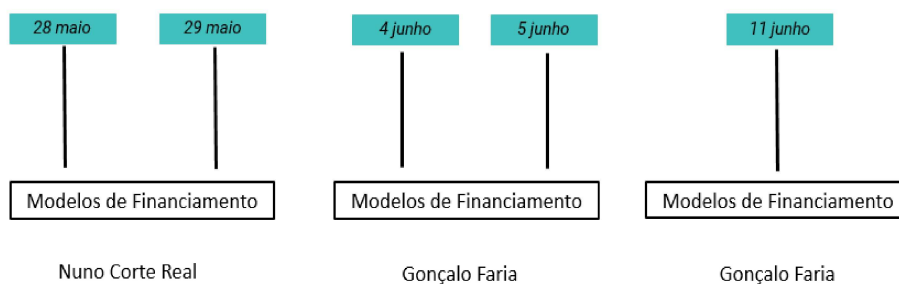 28 maio
29 maio
4 junho
5 junho
11 junho
Modelos de Financiamento
Modelos de Financiamento
Modelos de Financiamento
Nuno Corte Real
Gonçalo Faria
Gonçalo Faria